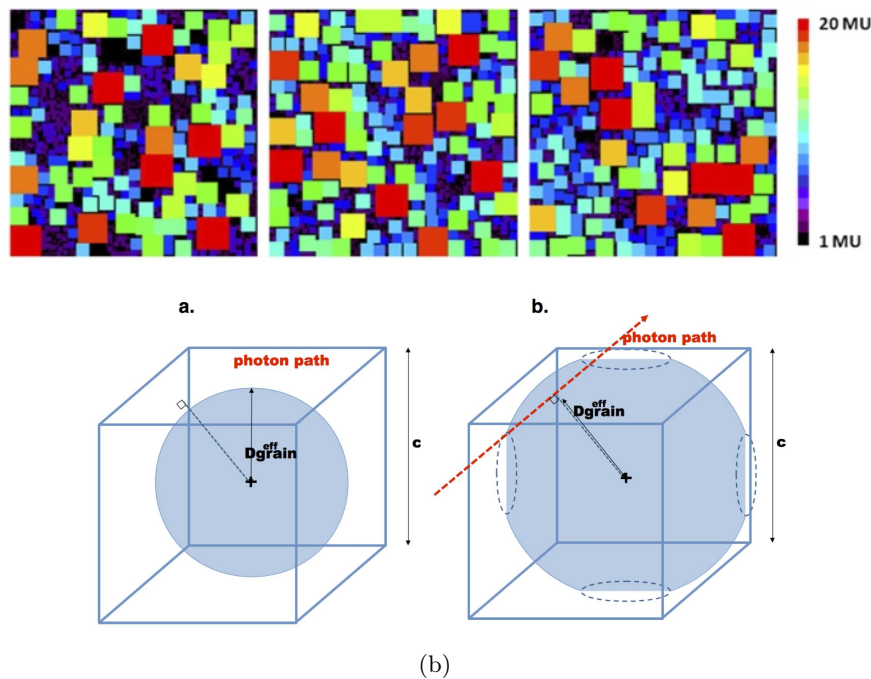 20 MU
1 MU
a.
b.
photon path
photon path
eff
Dgrain
eff
Dgrain
c
c
(b)